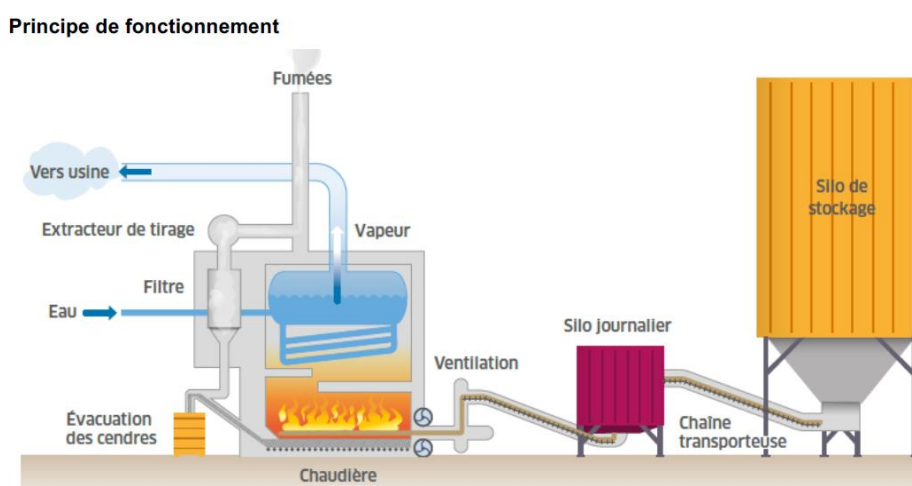 Principe de fonctionnement
Fumées
Vers usine
Silo de
stockage
Extracteur de tirage
Vapeur
Filtre
Eau
Silo journalier
Ventilation
Évacuation
des cendres
Chaîne
transporteuse
Chaudière